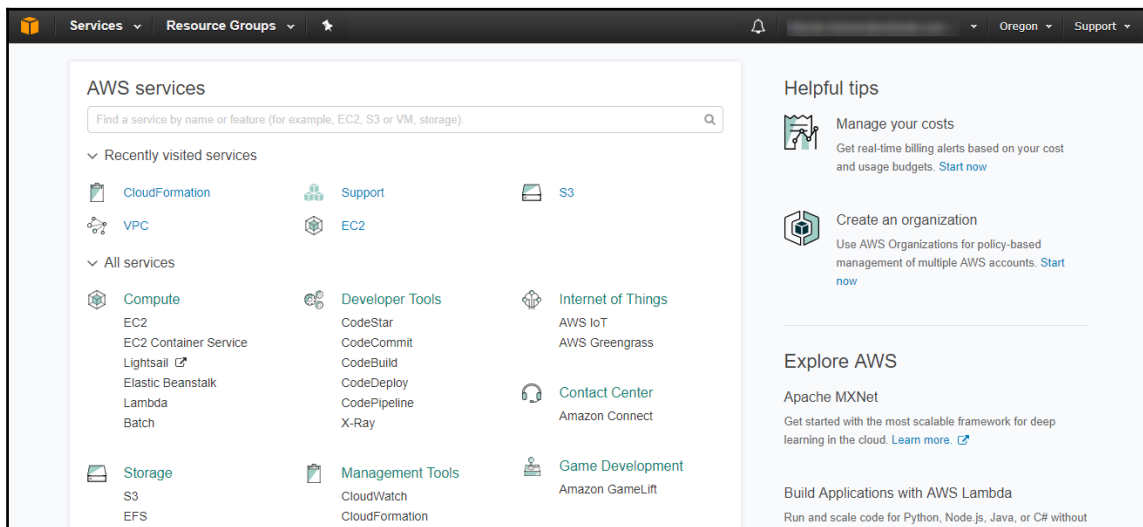 Services
Resource Groups
Oregon
Support
AWS services
Find a service by name or feature (for example, EC2, S3 or VM, storage).
Recently visited services
CloudFormation
Support
S3
VPC
EC2
All services
Compute
EC2
EC2 Container Service
Lightsail
Elastic Beanstalk
Lambda
Batch
Storage
S3
EFS
Developer Tools
CodeStar
CodeCommit
CodeBuild
CodeDeploy
CodePipeline
X-Ray
Management Tools
CloudWatch
CloudFormation
Internet of Things
AWS IoT
AWS Greengrass
Contact Center
Amazon Connect
Game Development
Amazon GameLift
Helpful tips
Manage your costs
Get real-time billing alerts based on your cost
and usage budgets. Start now
Create an organization
Use AWS Organizations for policy-based
management of multiple AWS accounts. Start
now
Explore AWS
Apache MXNet
Get started with the most scalable framework for deep
learning in the cloud. Learn more.
Build Applications with AWS Lambda
Run and scale code for Python, Node.js, Java, or C# without